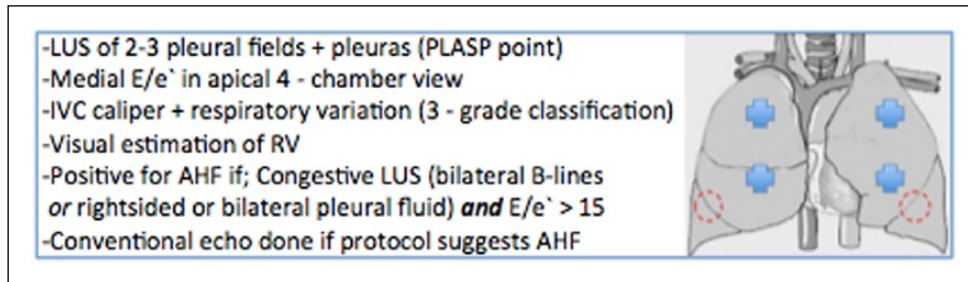 -LUS of 2-3 pleural fields + pleuras (PLASP point)
-Medial E/e` in apical 4 - chamber view
-IVC caliper + respiratory variation (3 - grade classification)
-Visual estimation of RV
-Positive for AHF if; Congestive LUS (bilateral B-lines
or rightsided or bilateral pleural fluid) and E/e` > 15
-Conventional echo done if protocol suggests AHF